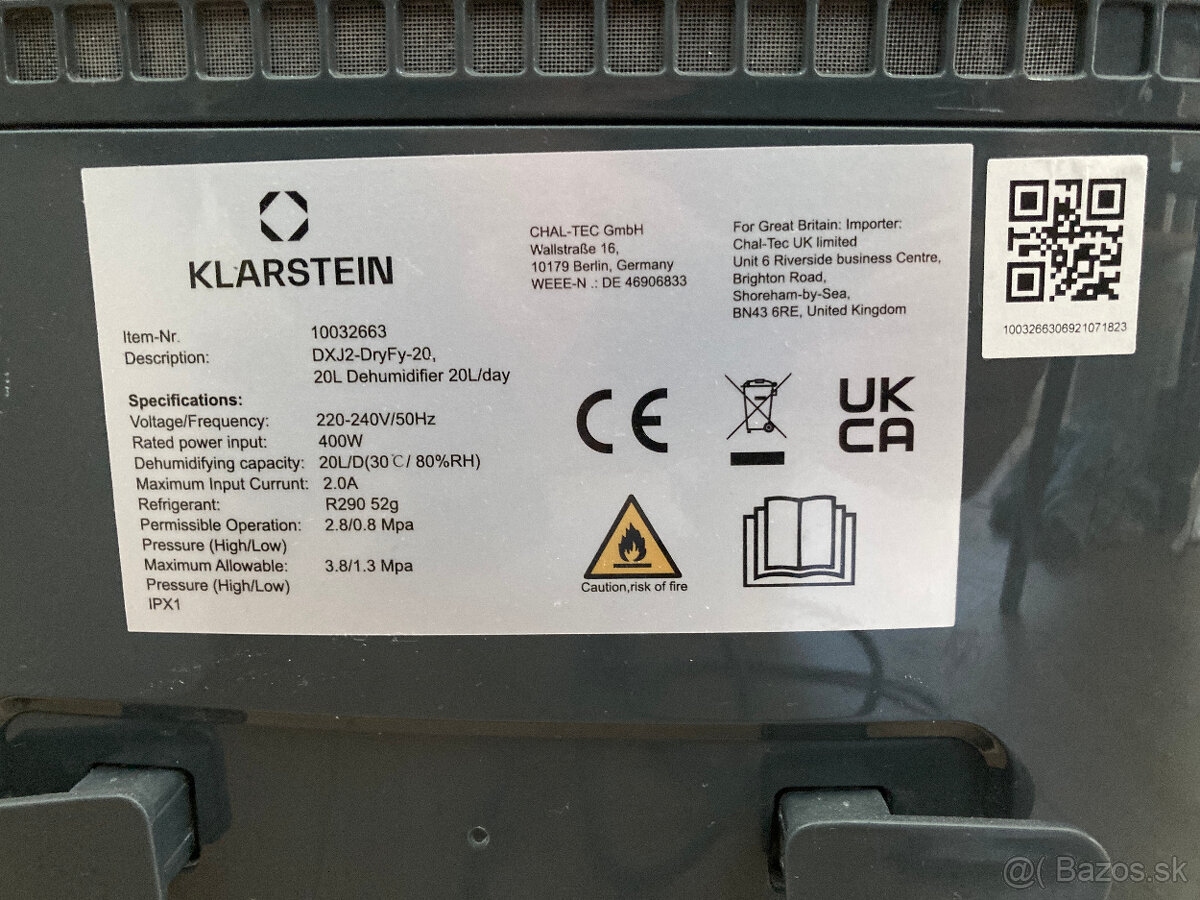 KLARSTEIN
CHAL-TEC GmbH
Wallstraße 16,
10179 Berlin, Germany
WEEE-N .: DE 46906833
For Great Britain: Importer:
Chal-Tec UK limited
Unit 6 Riverside business Centre,
Brighton Road,
Shoreham-by-Sea,
BN43 6RE, United Kingdom
1003266306921071823
Item-Nr. 10032663
Description: DXJ2-DryFy-20,
20L Dehumidifier 20L/day
Specifications:
Voltage/Frequency: 220-240V/50Hz
Rated power input: 400W
Dehumidifying capacity: 20L/D(30℃/ 80%RH)
Maximum Input Currunt: 2.0A
Refrigerant: R290 52g
Permissible Operation: 2.8/0.8 Mpa
Pressure (High/Low)
Maximum Allowable: 3.8/1.3 Mpa
Pressure (High/Low)
IPX1
CE
UK
CA
Caution,risk of fire
@( Bazos.sk